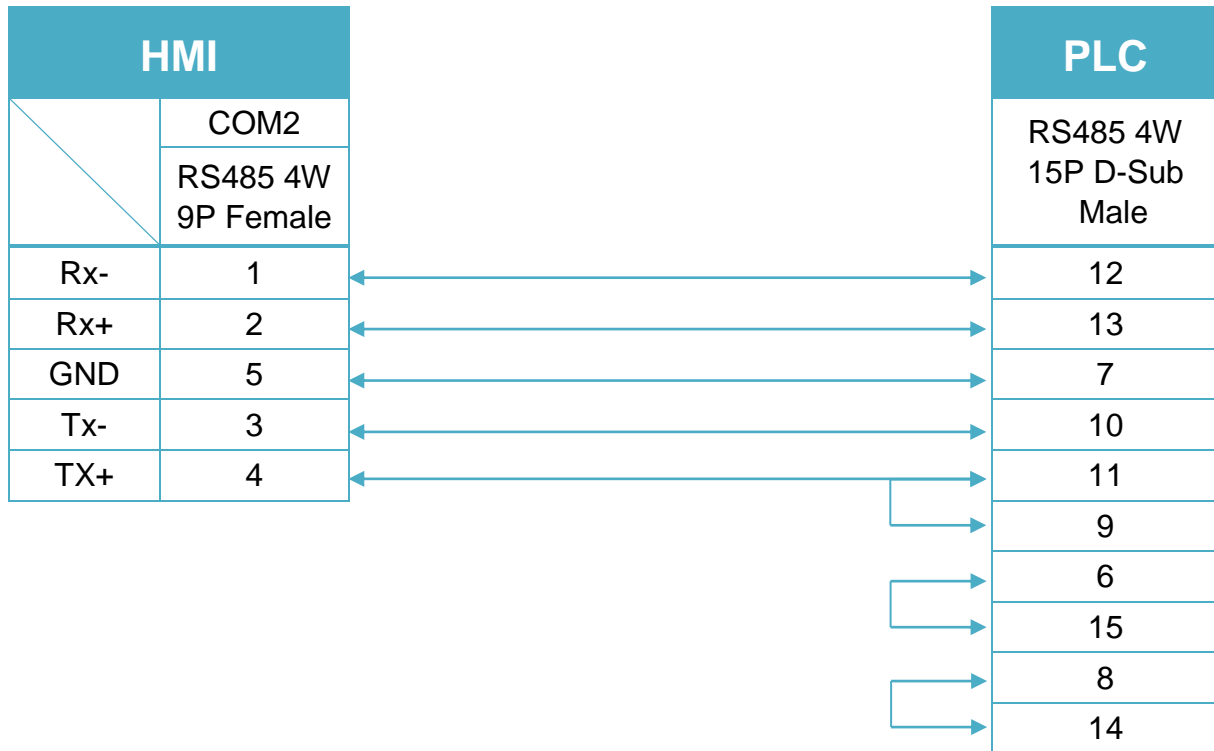 HMI
PLC
COM2
RS485 4W
9P Female
RS485 4W
15P D-Sub
Male
Rx- 1 12
Rx+ 2 13
GND 5 7
Tx- 3 10
TX+ 4 11
9
6
15
8
14